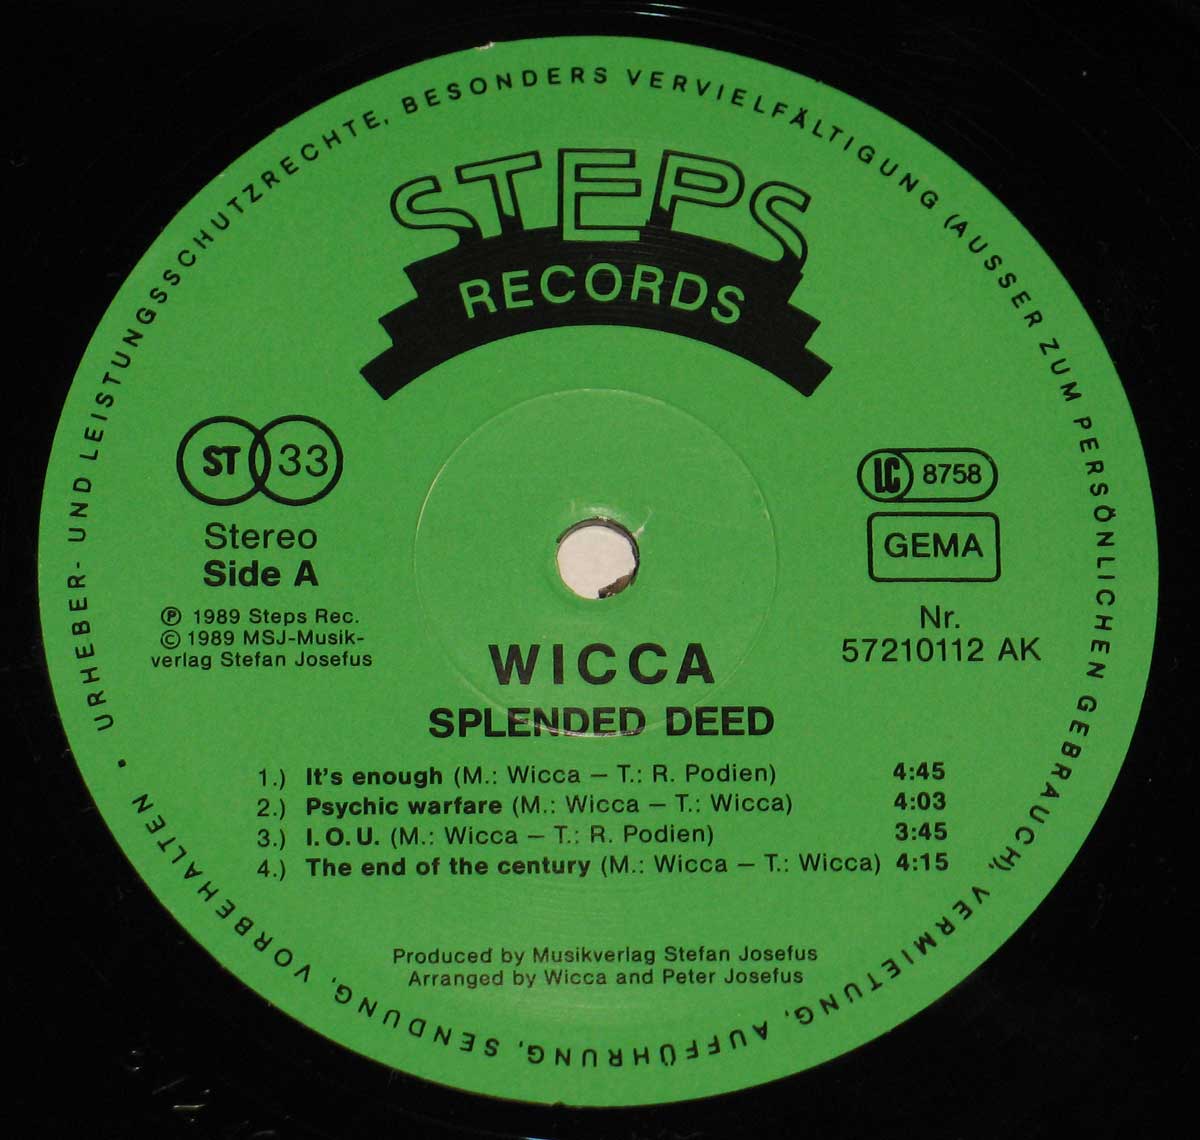 URHEBER- UND LEISTUNGSSCHUTZRECHTE, BESONDERS VERVIELFÄLTIGUNG (AUSSER ZUM PERSÖNLICHEN GEBRAUCH), VERMIETUNG, AUFFÜHRUNG, SENDUNG, VORBEHALTEN •
STEPS
RECORDS
ST 33
Stereo
Side A
℗ 1989 Steps Rec.
© 1989 MSJ-Musik-
verlag Stefan Josefus
LC 8758
GEMA
Nr.
57210112 AK
WICCA
SPLENDED DEED
1.) It's enough (M.: Wicca – T.: R. Podien) 4:45
2.) Psychic warfare (M.: Wicca – T.: Wicca) 4:03
3.) I.O.U. (M.: Wicca – T.: R. Podien) 3:45
4.) The end of the century (M.: Wicca – T.: Wicca) 4:15
Produced by Musikverlag Stefan Josefus
Arranged by Wicca and Peter Josefus